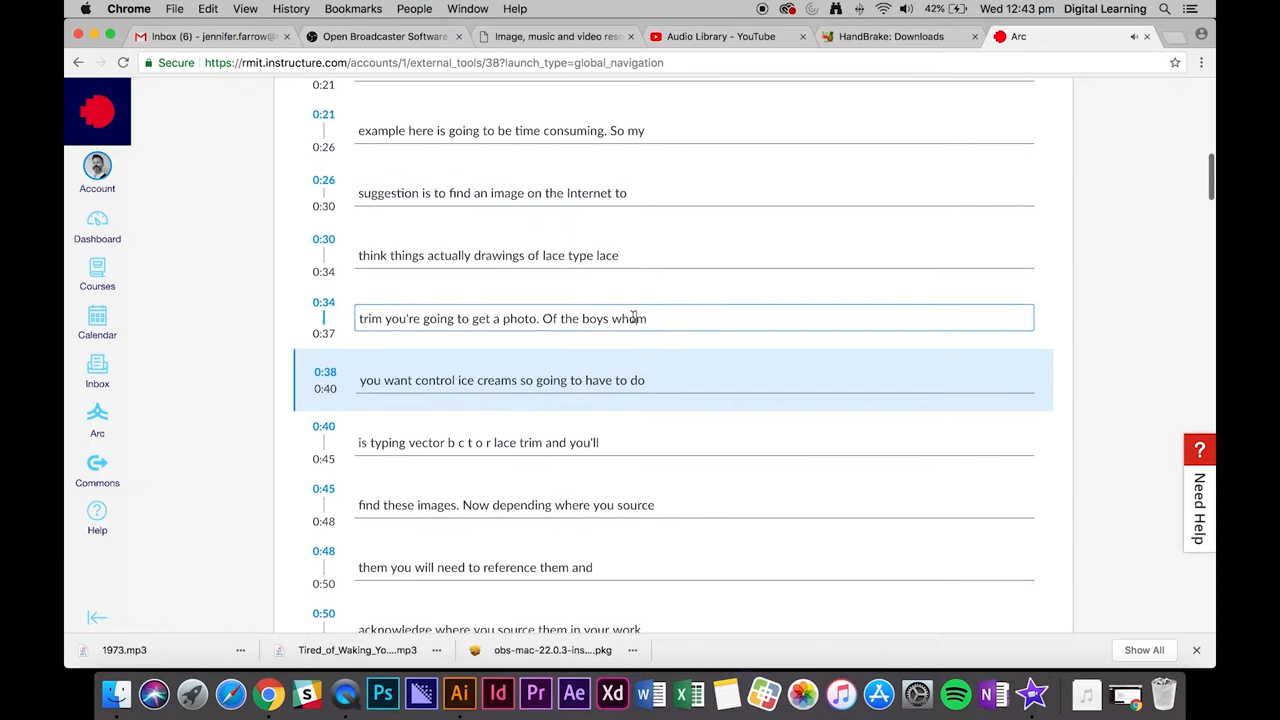 Chrome File Edit View History Bookmarks People Window Help 42% Wed 12:43 pm Digital Learning
Inbox (6) - jennifer.farrow@ × Open Broadcaster Software × Image, music and video reso × Audio Library - YouTube × HandBrake: Downloads × Arc ×
Secure https://rmit.instructure.com/accounts/1/external_tools/38?launch_type=global_navigation
0:21
0:21
example here is going to be time consuming. So my
0:26
Account
0:26
suggestion is to find an image on the Internet to
0:30
Dashboard
0:30
think things actually drawings of lace type lace
0:34
Courses
0:34
trim you're going to get a photo. Of the boys whom
0:37
Calendar
0:38
you want control ice creams so going to have to do
0:40
Inbox
0:40
is typing vector b c t o r lace trim and you'll
0:45
Arc
0:45
find these images. Now depending where you source
0:48
Commons
0:48
them you will need to reference them and
0:50
Help
0:50
acknowledge where you source them in your work
? Need Help
1973.mp3 ... Tired_of_Waking_Yo....mp3 ... obs-mac-22.0.3-ins....pkg ... Show All ×
Ps Ai Id Pr Ae Xd W X N